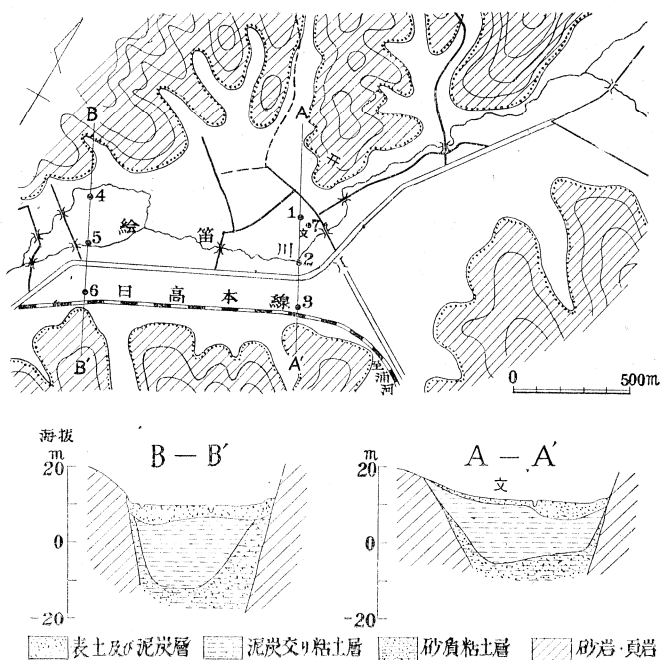 B
A
4
1
7
文
絵笛川
5
2
6
日高本線
3
B'
A'
至浦河
0 500m
海抜
m
B－B'
A－A'
20
0
-20
20
0
-20
文
表土及び泥炭層
泥炭交り粘土層
砂質粘土層
砂岩・頁岩